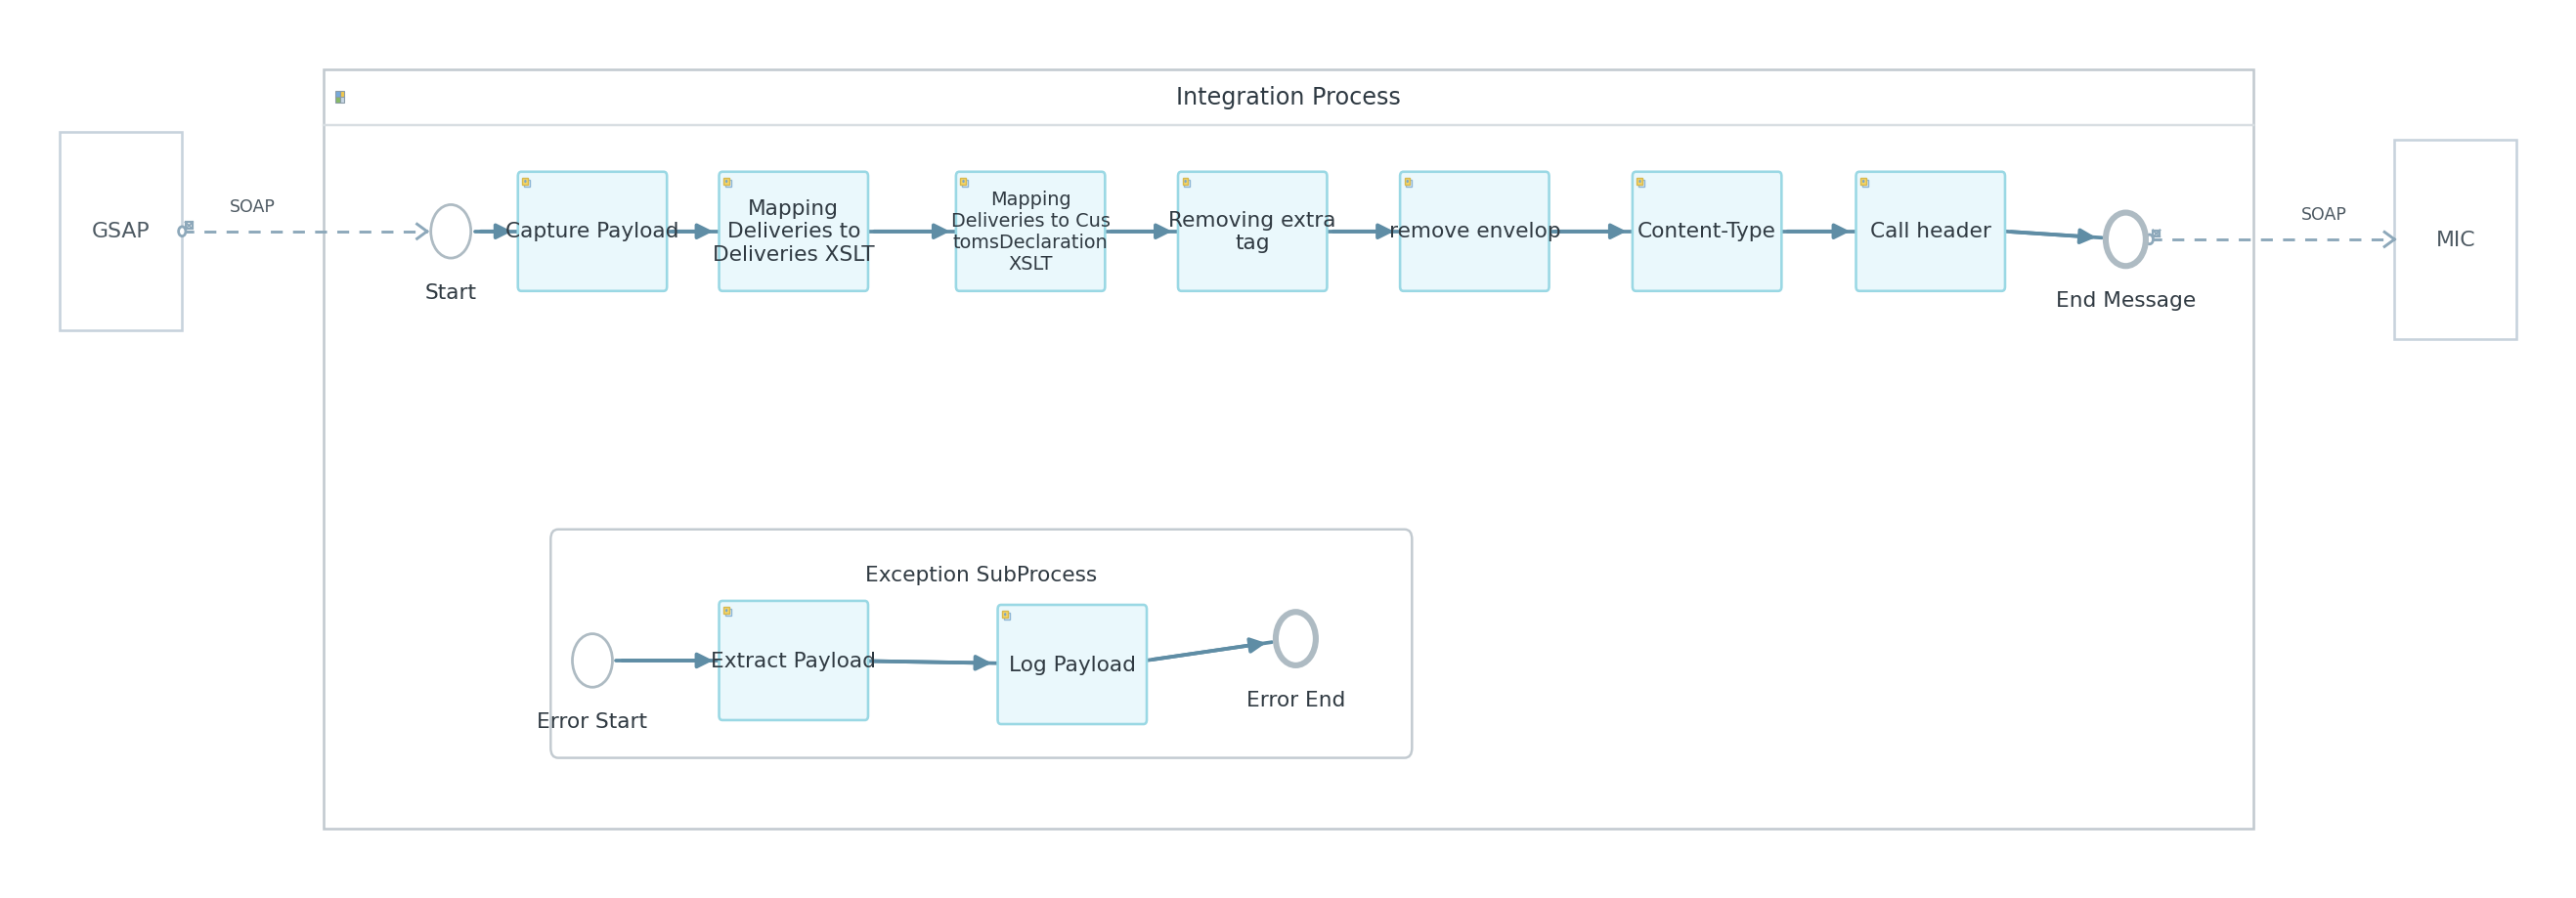 Integration Process
GSAP
SOAP
Start
Capture Payload
Mapping
Deliveries to
Deliveries XSLT
Mapping
Deliveries to Cus
tomsDeclaration
XSLT
Removing extra
tag
remove envelop
Content-Type
Call header
End Message
SOAP
MIC
Exception SubProcess
Error Start
Extract Payload
Log Payload
Error End